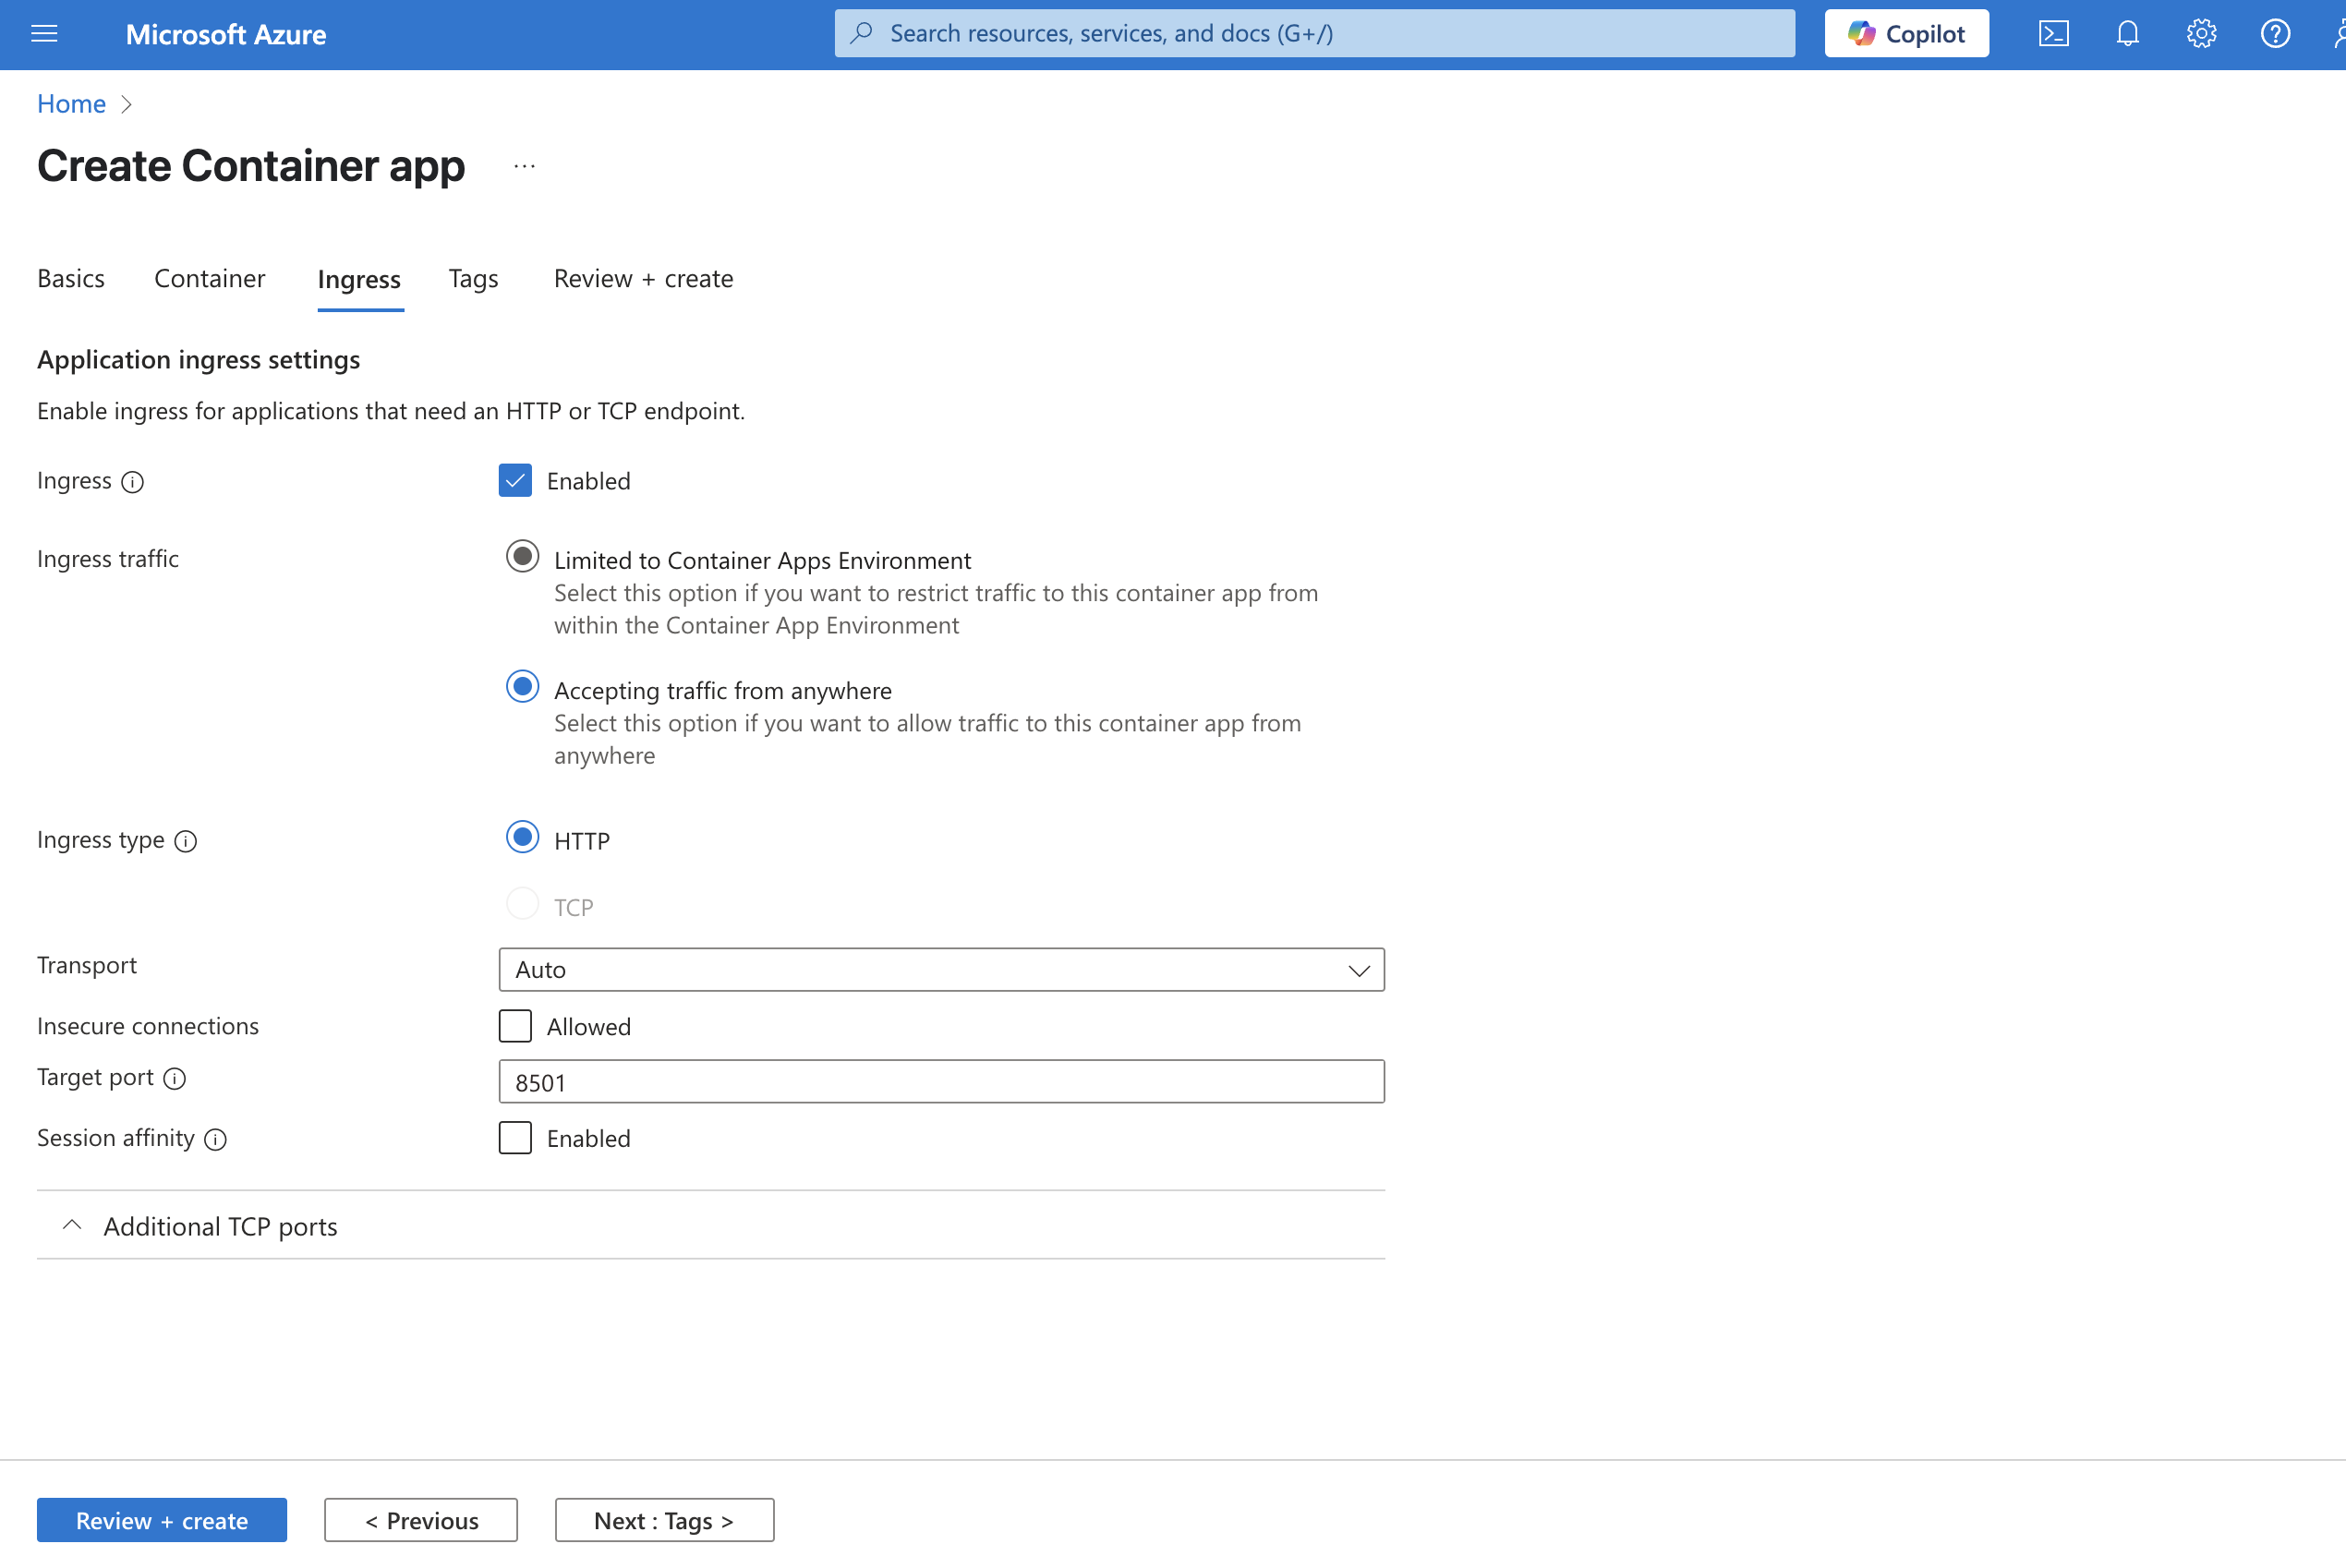 Microsoft Azure
Search resources, services, and docs (G+/)
Copilot
Home
Create Container app
...
Basics
Container
Ingress
Tags
Review + create
Application ingress settings
Enable ingress for applications that need an HTTP or TCP endpoint.
Ingress
Enabled
Ingress traffic
Limited to Container Apps Environment
Select this option if you want to restrict traffic to this container app from
within the Container App Environment
Accepting traffic from anywhere
Select this option if you want to allow traffic to this container app from
anywhere
Ingress type
HTTP
TCP
Transport
Auto
Insecure connections
Allowed
Target port
8501
Session affinity
Enabled
Additional TCP ports
Review + create
< Previous
Next : Tags >